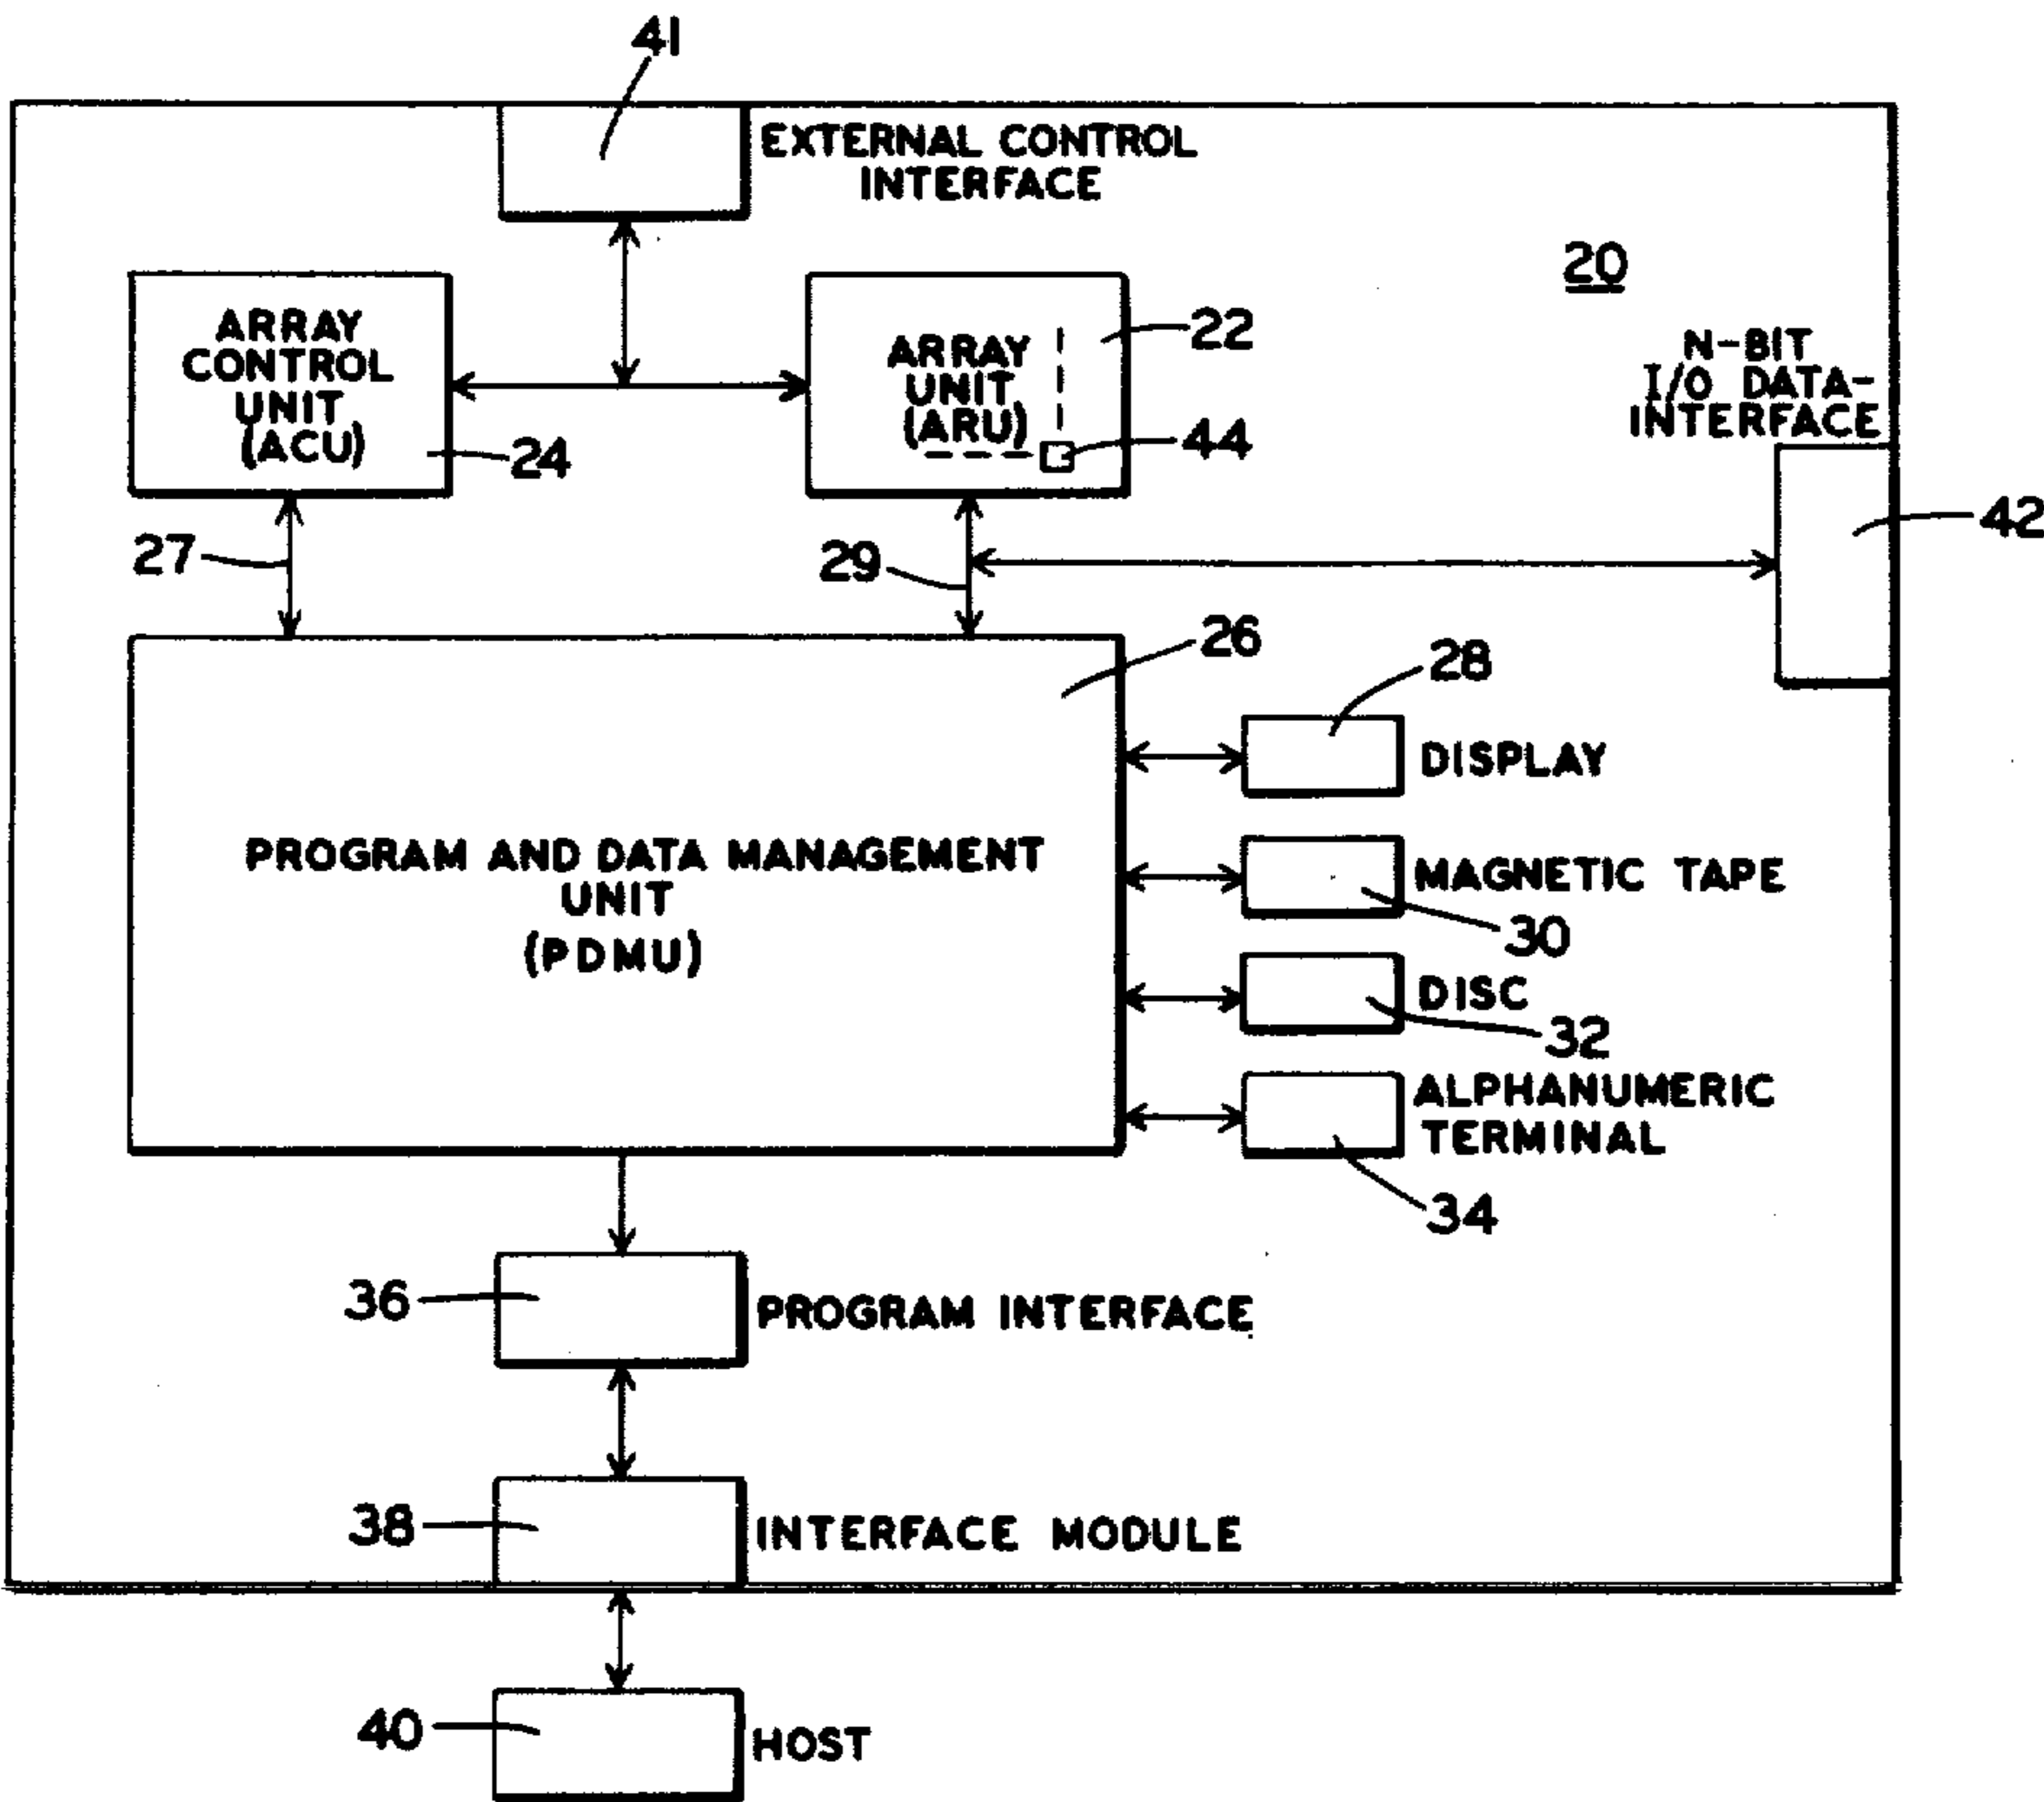 41
EXTERNAL CONTROL
INTERFACE
20
ARRAY
CONTROL
UNIT
(ACU)
24
ARRAY
UNIT
(ARU)
22
44
N-BIT
I/O DATA-
INTERFACE
42
27
29
26
28
DISPLAY
PROGRAM AND DATA MANAGEMENT
UNIT
(PDMU)
MAGNETIC TAPE
30
DISC
32
ALPHANUMERIC
TERMINAL
34
36
PROGRAM INTERFACE
38
INTERFACE MODULE
40
HOST